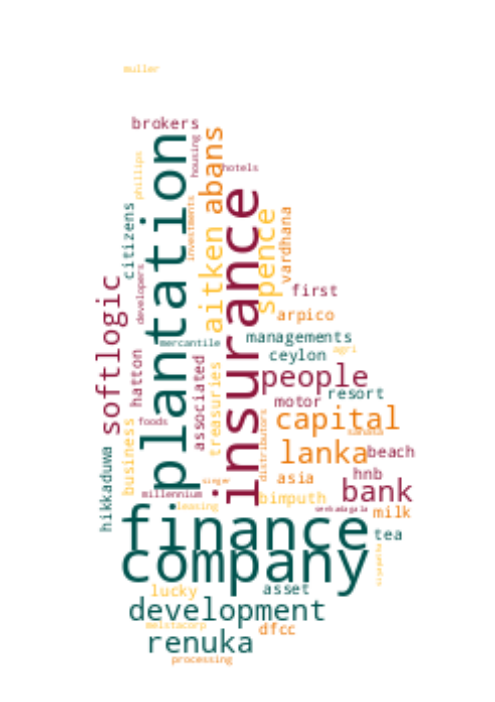 muller
brokers
housing
hotels
phillips
plantation
abans
investments
citizens
insurance
aitken
spence
vardhana
developers
first
softlogic
arpico
mercantile
managements
ceylon
agri
hatton
associated
treasuries
people
resort
motor
foods
business
distributors
capital
lanka
beach
hikkaduwa
singer
asia
hnb
millennium
bimputh
bank
leasing
senkadagala
milk
finance
tea
company
lucky
asset
development
melstacorp
dfcc
renuka
processing